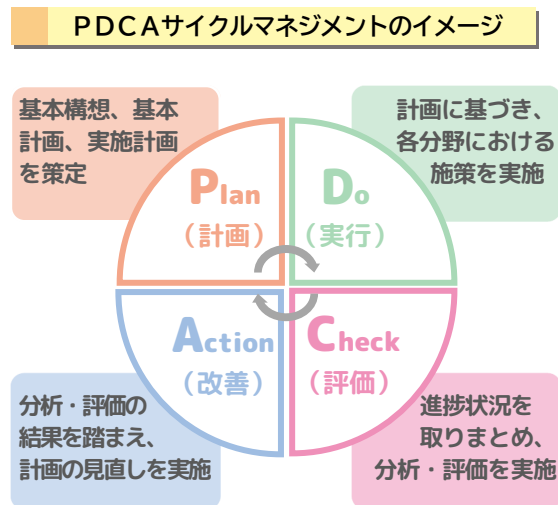 PDCAサイクルマネジメントのイメージ
基本構想、基本
計画、実施計画
を策定
計画に基づき、
各分野における
施策を実施
Plan
（計画）
Do
（実行）
Action
（改善）
Check
（評価）
分析・評価の
結果を踏まえ、
計画の見直しを実施
進捗状況を
取りまとめ、
分析・評価を実施